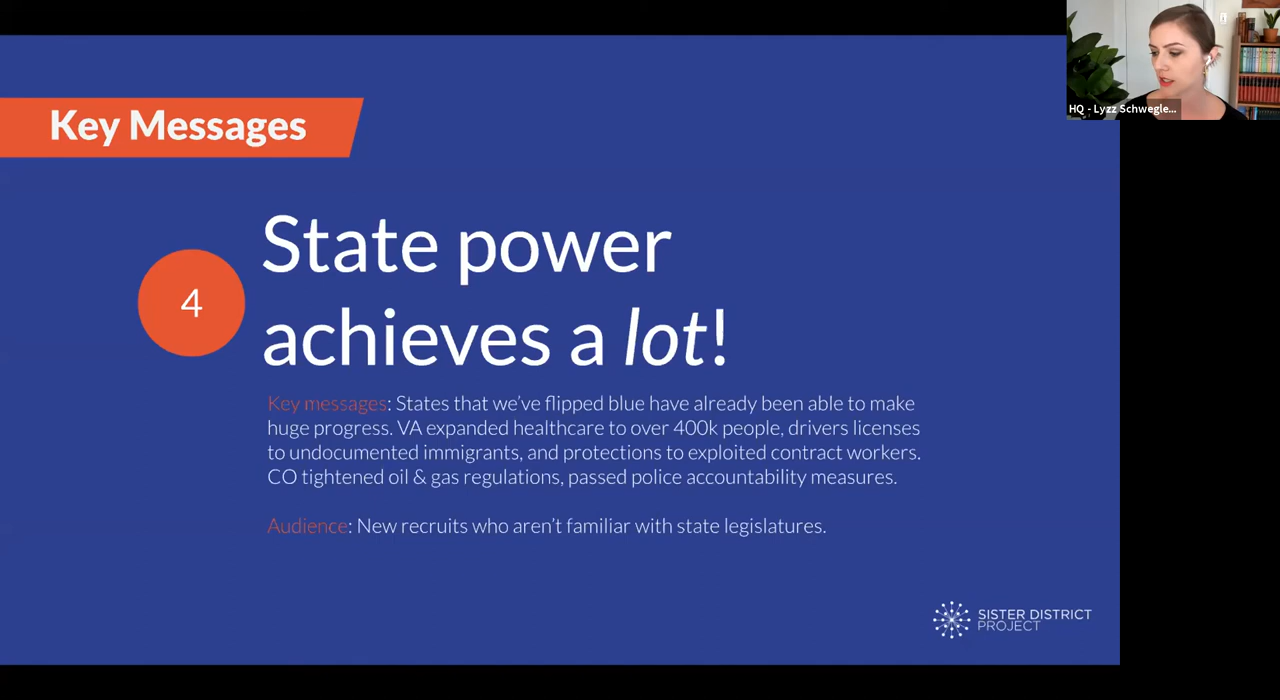 Key Messages
4
State power
achieves a lot!
Key messages: States that we've flipped blue have already been able to make
huge progress. VA expanded healthcare to over 400k people, drivers licenses
to undocumented immigrants, and protections to exploited contract workers.
CO tightened oil & gas regulations, passed police accountability measures.
Audience: New recruits who aren't familiar with state legislatures.
SISTER DISTRICT
PROJECT
HQ - Lyzz Schwegle...